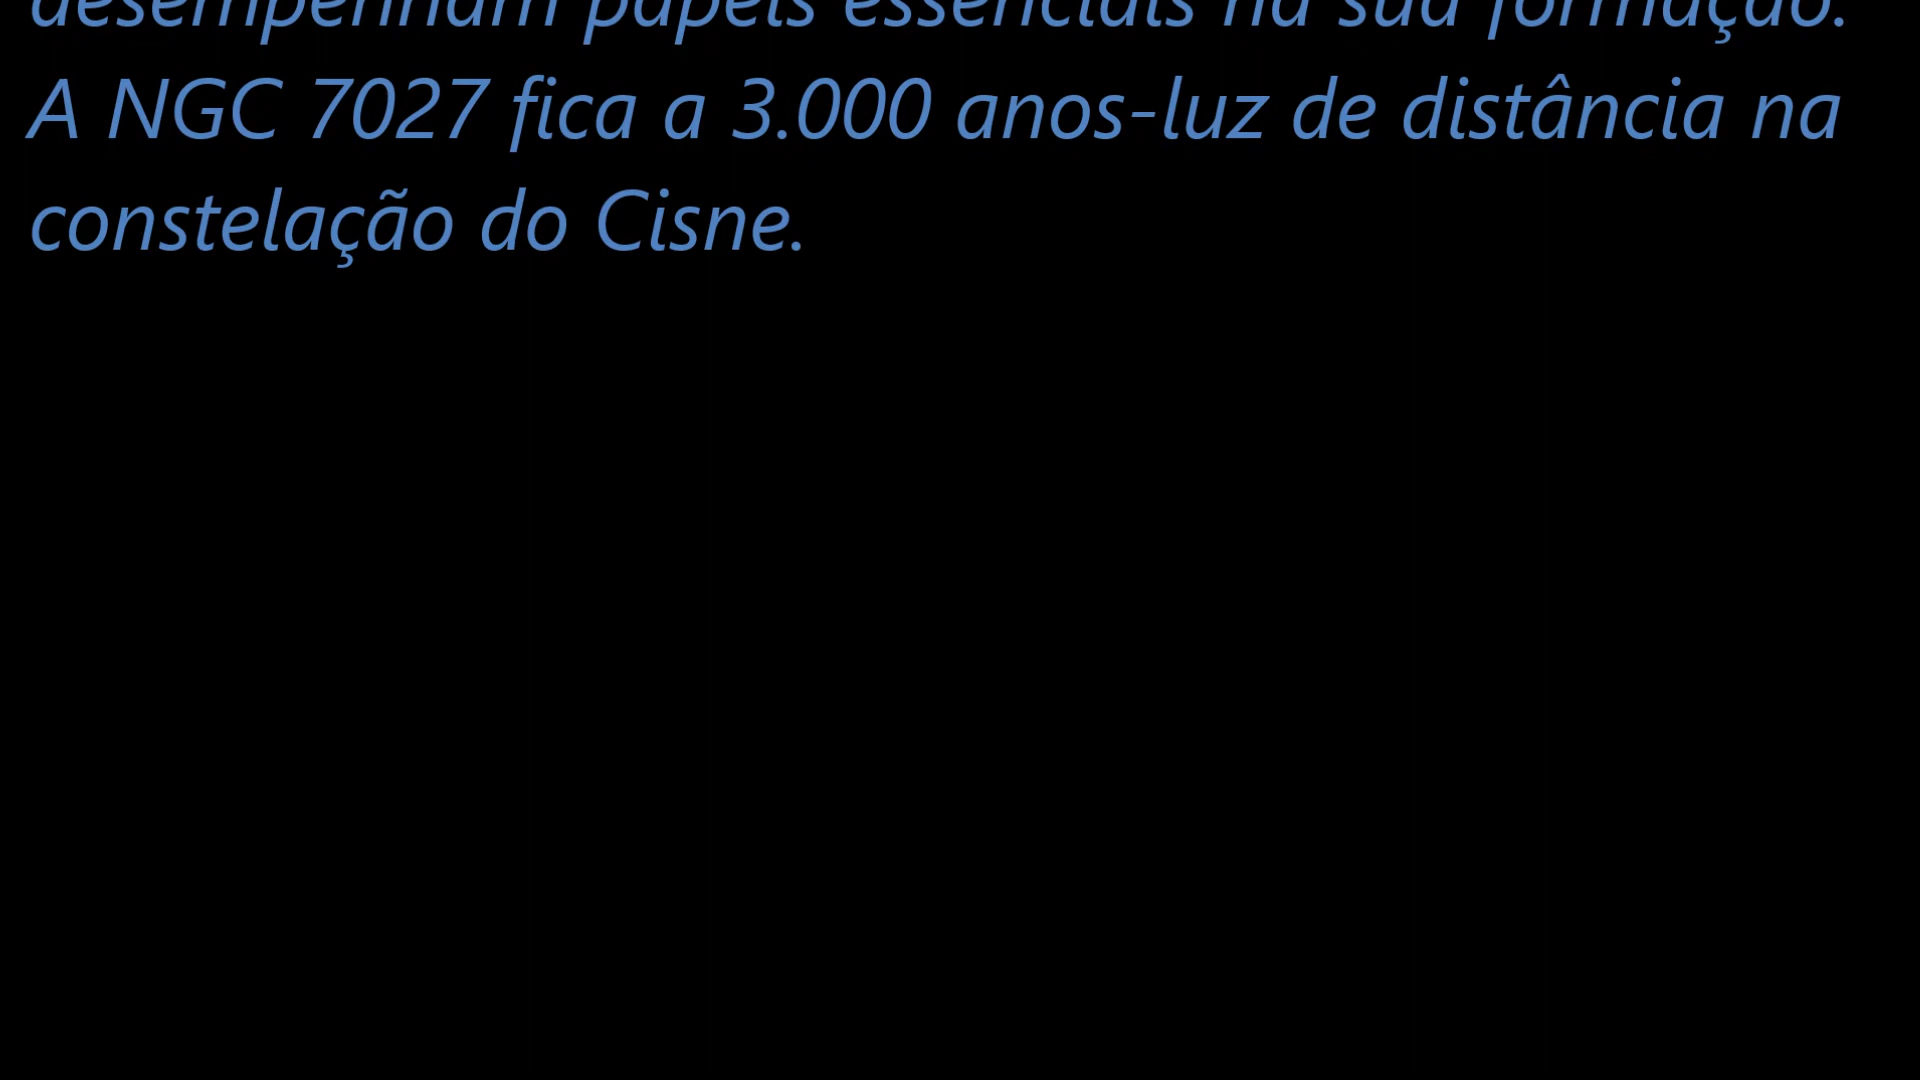 desempenham papéis essenciais na sua formação.
A NGC 7027 fica a 3.000 anos-luz de distância na
constelação do Cisne.